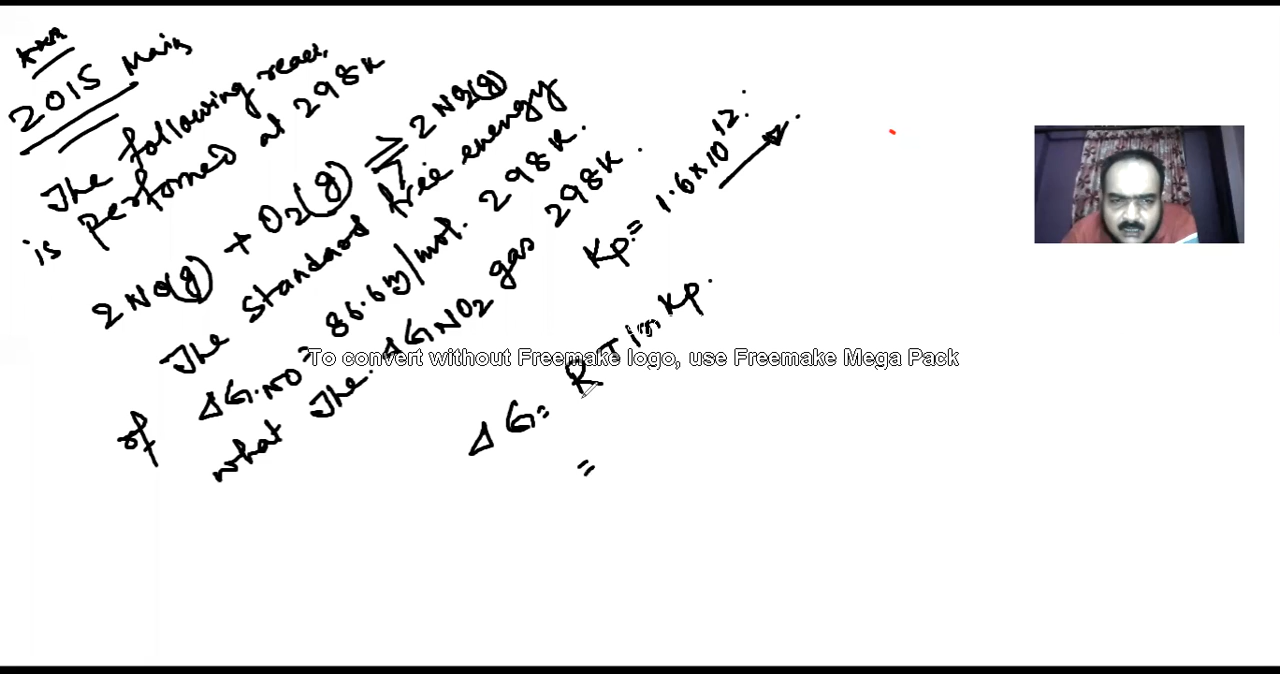 2015 Main
The following react.
is performed at 298K
2NO(g) + O2(g) ⇌ 2NO2(g)
The standard free energy
of ΔG.NO = 86.6 kJ/mol. 298K.
what The. ΔG NO2 gas 298K.
Kp.= 1.6×10^12.
ΔG = RT ln Kp.
=
To convert without Freemake logo, use Freemake Mega Pack